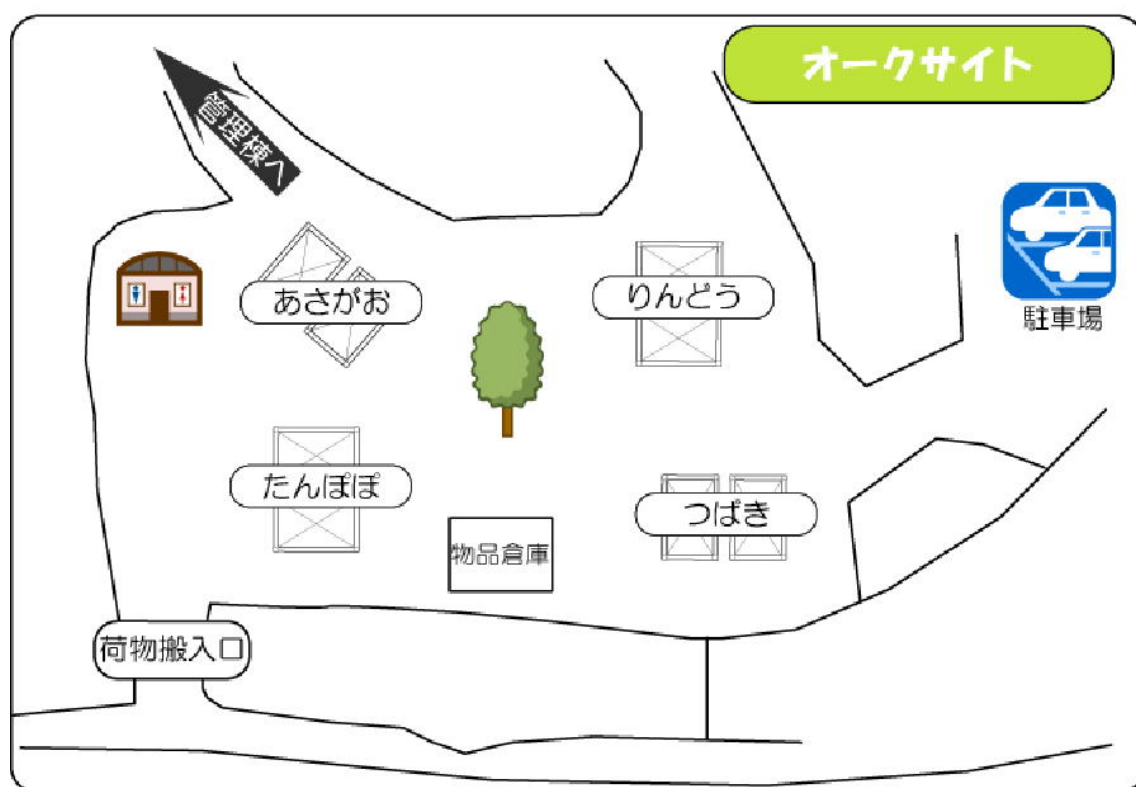 オークサイト
管理棟へ
あさがお
りんどう
駐車場
たんぽぽ
つばき
物品倉庫
荷物搬入口